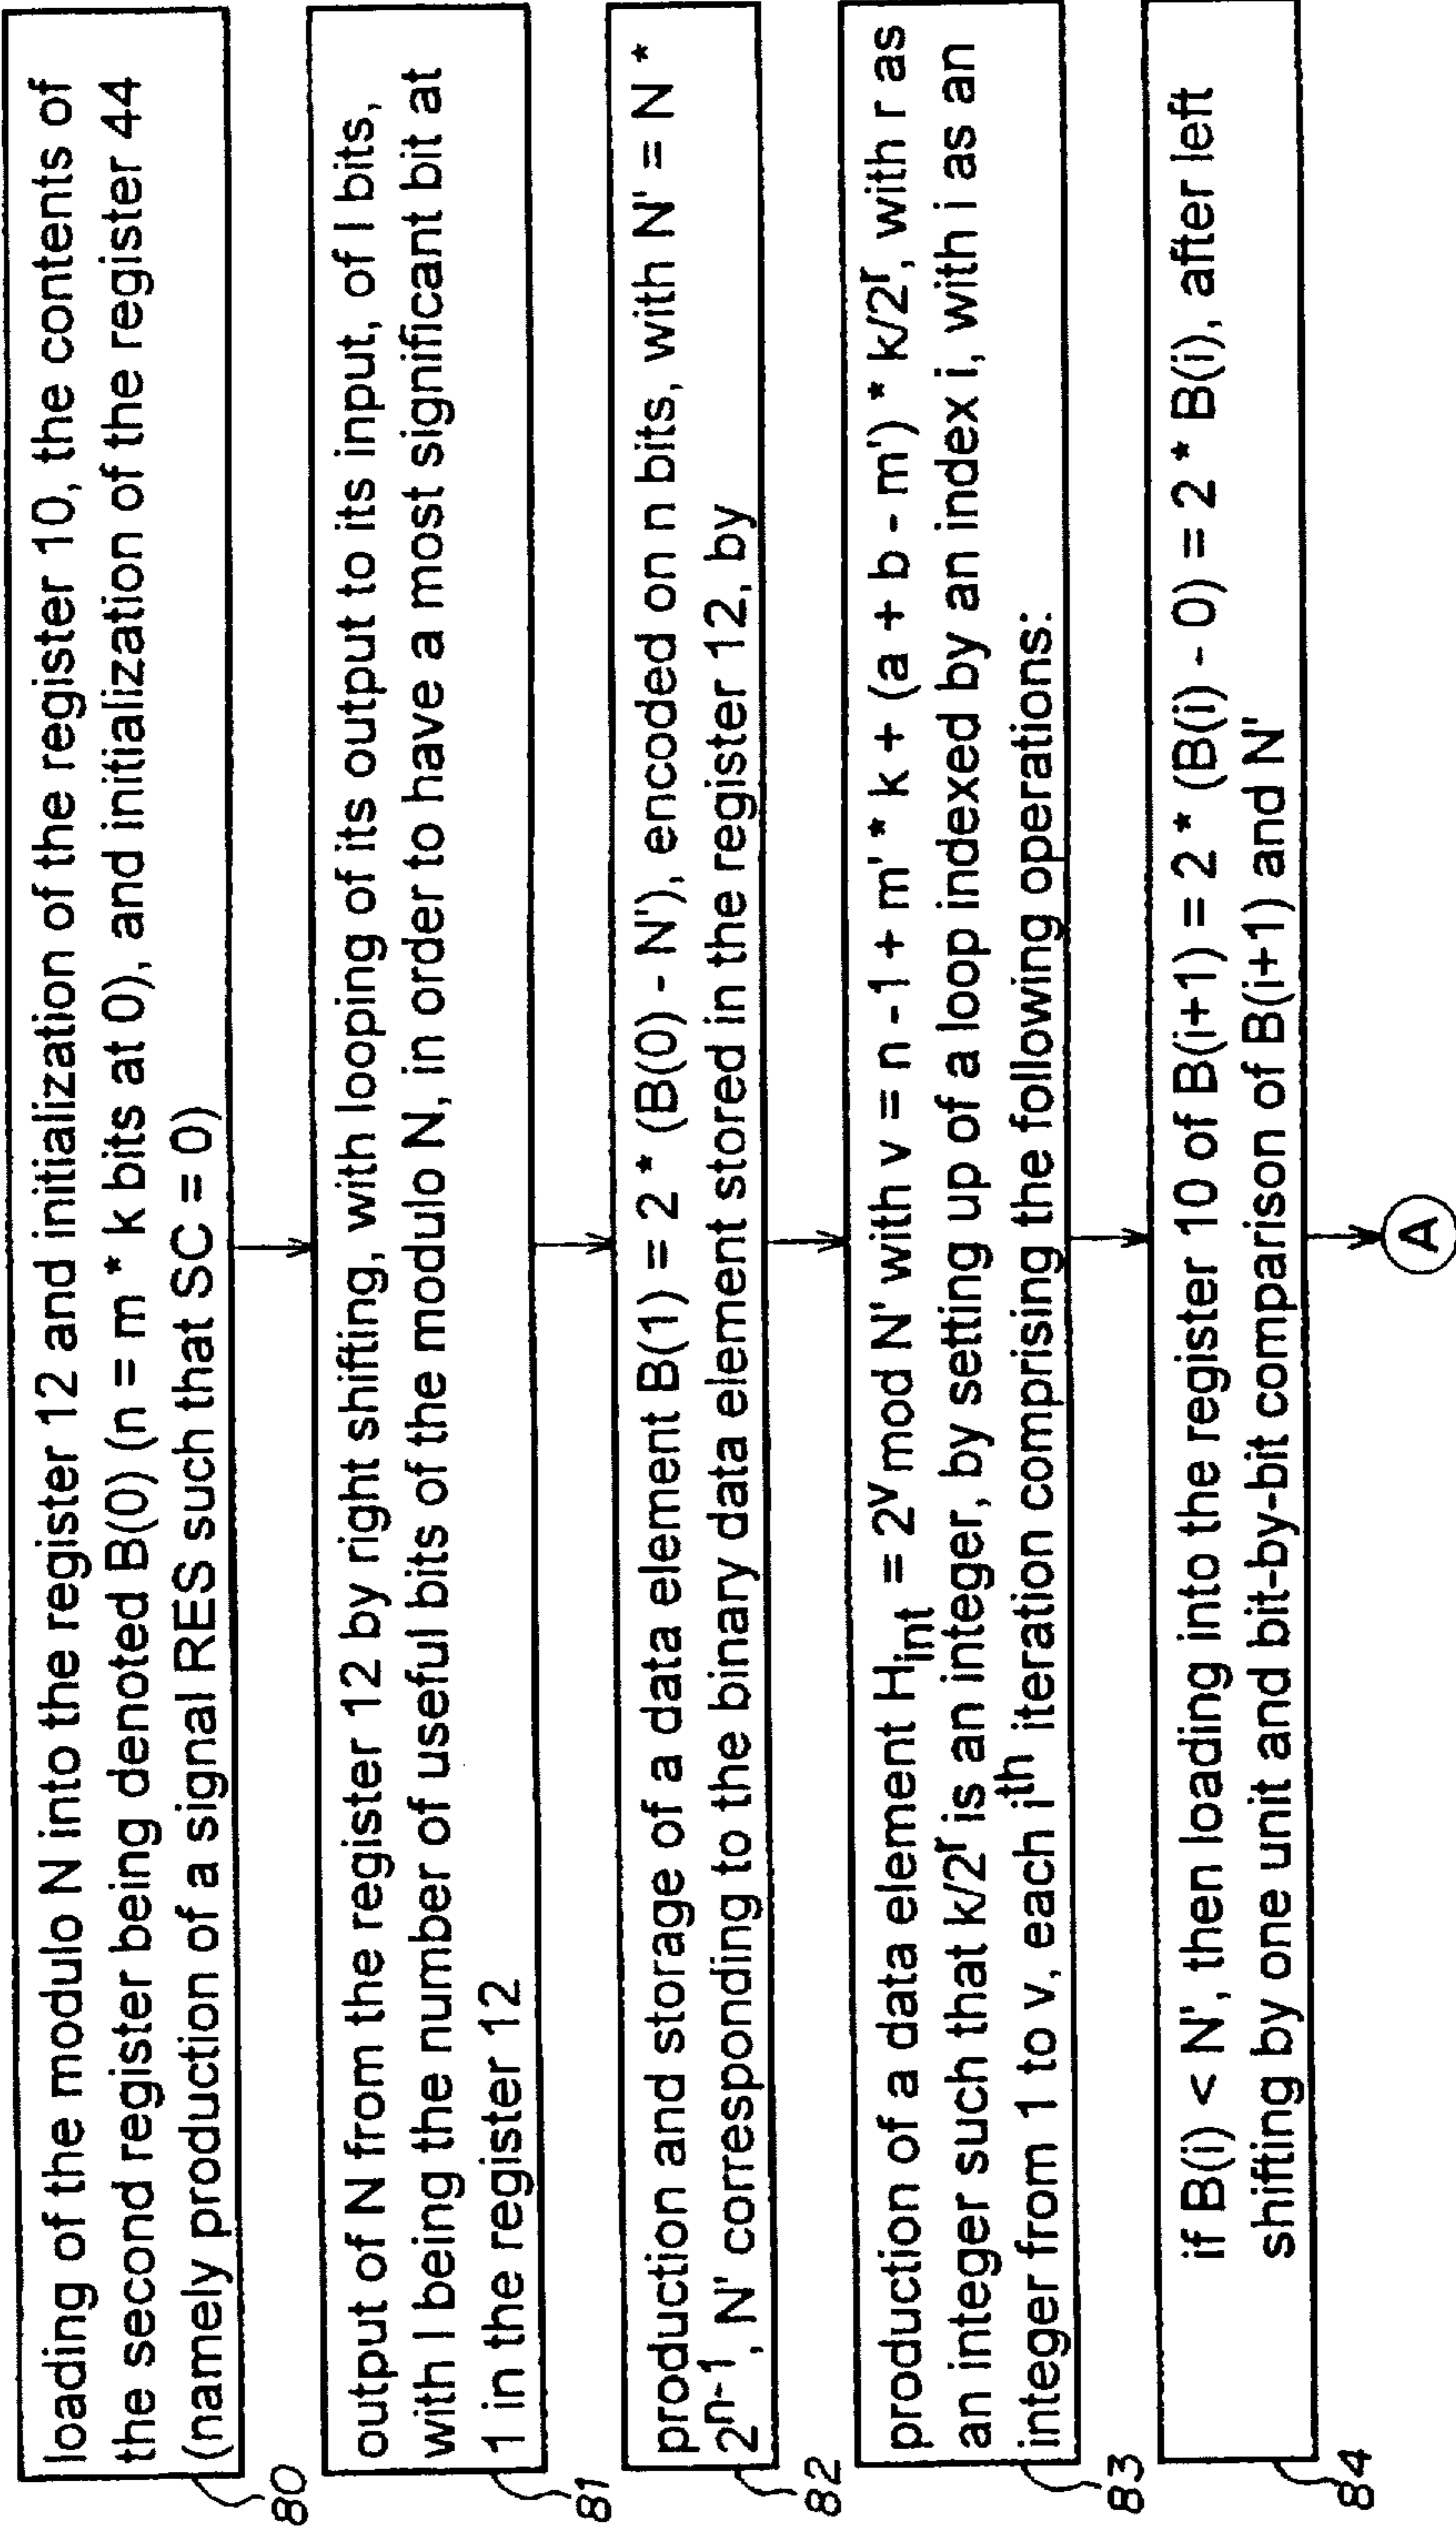 loading of the modulo N into the register 12 and initialization of the register 10, the contents of
the second register being denoted B(0) (n = m * k bits at 0), and initialization of the register 44
(namely production of a signal RES such that SC = 0)
80
output of N from the register 12 by right shifting, with looping of its output to its input, of l bits,
with l being the number of useful bits of the modulo N, in order to have a most significant bit at
1 in the register 12
81
production and storage of a data element B(1) = 2 * (B(0) - N'), encoded on n bits, with N' = N *
2ⁿ⁻¹, N' corresponding to the binary data element stored in the register 12, by
82
production of a data element H_int = 2ᵛ mod N' with v = n -1 + m' * k + (a + b - m') * k/2ʳ, with r as
an integer such that k/2ʳ is an integer, by setting up of a loop indexed by an index i, with i as an
integer from 1 to v, each iᵗʰ iteration comprising the following operations:
83
if B(i) < N', then loading into the register 10 of B(i+1) = 2 * (B(i) - 0) = 2 * B(i), after left
shifting by one unit and bit-by-bit comparison of B(i+1) and N'
84
A